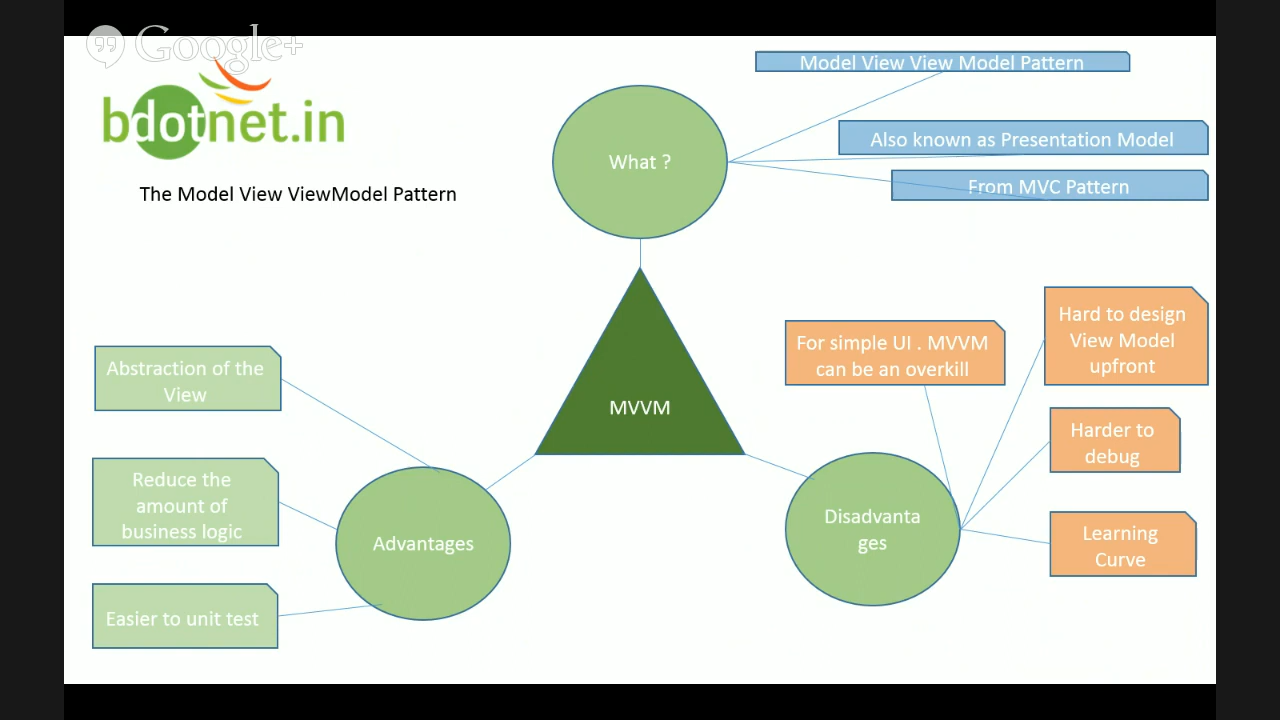 Google+
bdotnet.in
The Model View ViewModel Pattern
What ?
Model View View Model Pattern
Also known as Presentation Model
From MVC Pattern
MVVM
Abstraction of the
View
Reduce the
amount of
business logic
Easier to unit test
Advantages
For simple UI . MVVM
can be an overkill
Hard to design
View Model
upfront
Harder to
debug
Learning
Curve
Disadvanta
ges